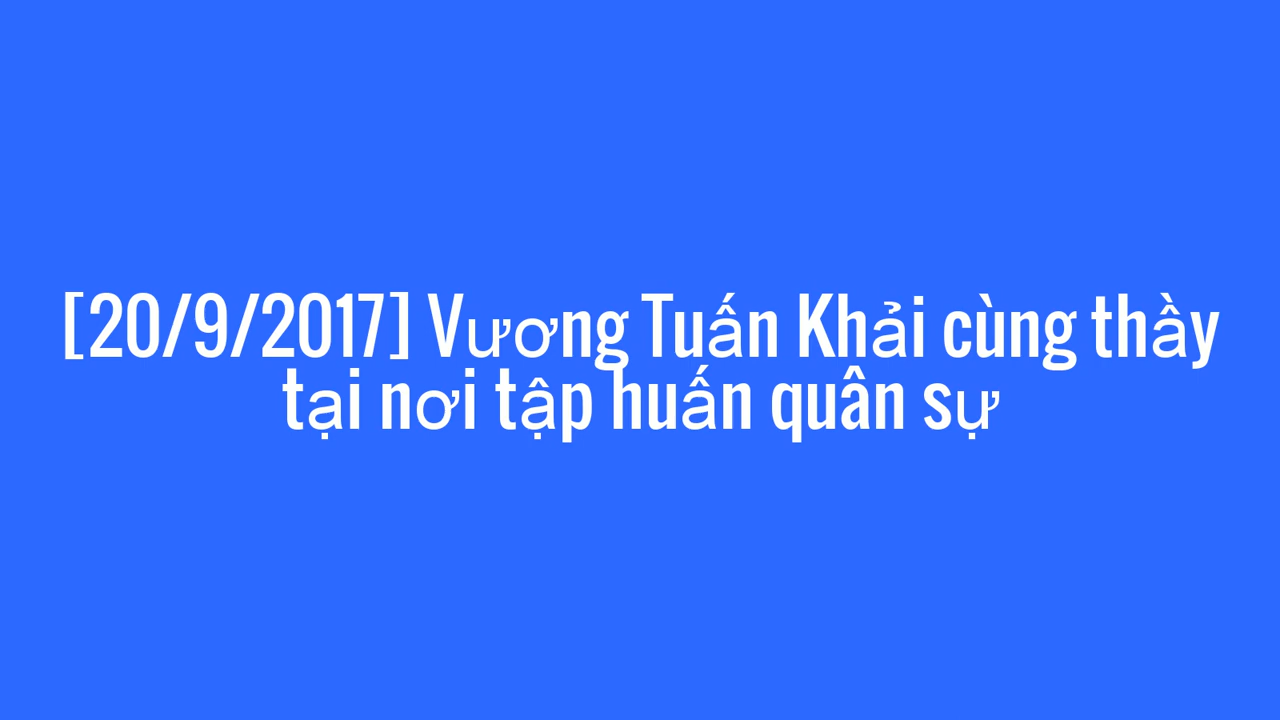 [20/9/2017] Vương Tuấn Khải cùng thầy
tại nơi tập huấn quân sự